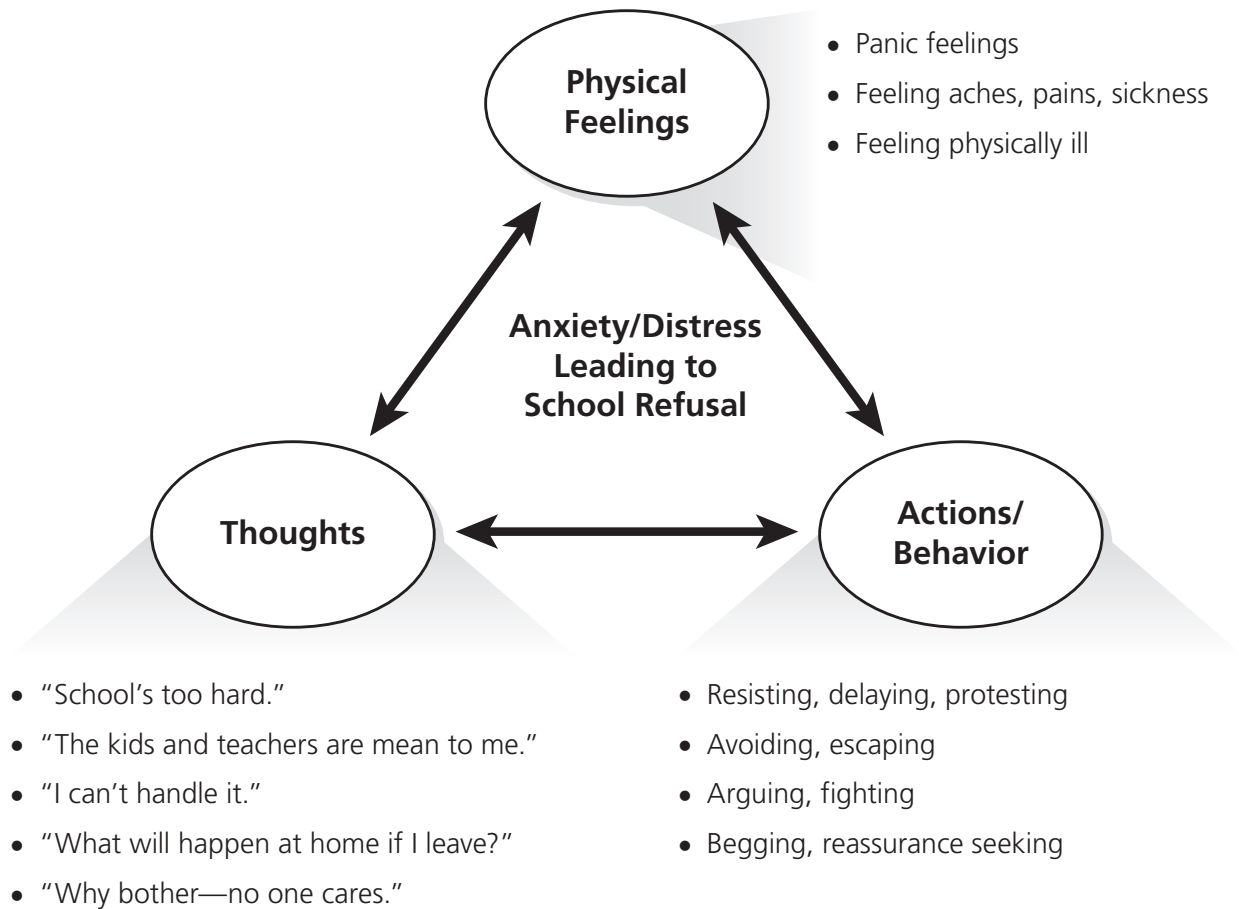 Physical
Feelings
• Panic feelings
• Feeling aches, pains, sickness
• Feeling physically ill
Anxiety/Distress
Leading to
School Refusal
Thoughts
Actions/
Behavior
• “School’s too hard.”
• “The kids and teachers are mean to me.”
• “I can’t handle it.”
• “What will happen at home if I leave?”
• “Why bother—no one cares.”
• Resisting, delaying, protesting
• Avoiding, escaping
• Arguing, fighting
• Begging, reassurance seeking